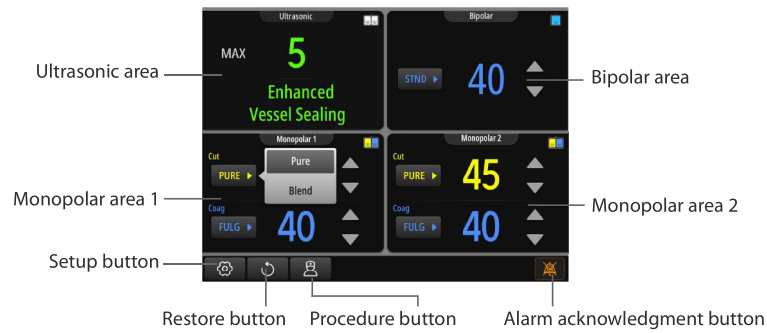 Ultrasonic
Bipolar
MAX
5
Enhanced
Vessel Sealing
STND
40
Ultrasonic area
Bipolar area
Monopolar 1
Monopolar 2
Cut
PURE
Pure
Blend
Coag
FULG
40
Cut
PURE
45
Coag
FULG
40
Monopolar area 1
Monopolar area 2
Setup button
Restore button
Procedure button
Alarm acknowledgment button